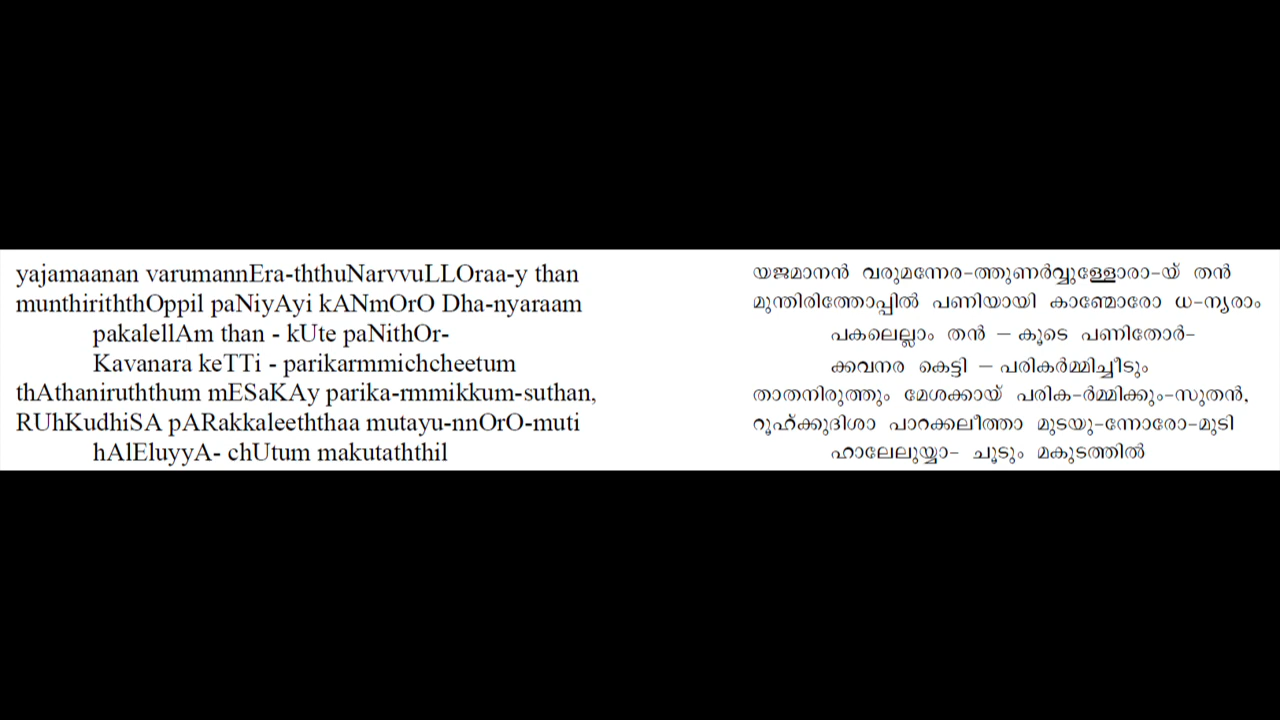 yajamaanan varumannEra-ththuNarvvuLLOraa-y than
munthiriththOppil paNiyAyi kANmOrO Dha-nyaraam
pakalellAm than - kUte paNithOr-
Kavanara keTTi - parikarmmichcheetum
thAthaniruththum mESaKAy parika-rmmikkum-suthan,
RUhKudhiSA pARakkaleeththaa mutayu-nnOrO-muti
hAlEluyyA- chUtum makutaththil
യജമാനൻ വരുമന്നേര-ത്തുണർവ്വുള്ളോരാ-യ് തൻ
മുന്തിരിത്തോപ്പിൽ പണിയായി കാണ്മോരോ ധ-ന്യരാം
പകലെല്ലാം തൻ – കൂടെ പണിതോർ-
ക്കവനര കെട്ടി – പരികർമ്മിച്ചീടും
താതനിരുത്തും മേശക്കായ് പരിക-ർമ്മിക്കും-സുതൻ,
റൂഹ്ക്കുദിശാ പാറക്കലീത്താ മുടയു-ന്നോരോ-മുടി
ഹാലേലുയ്യാ- ചൂടും മകുടത്തിൽ